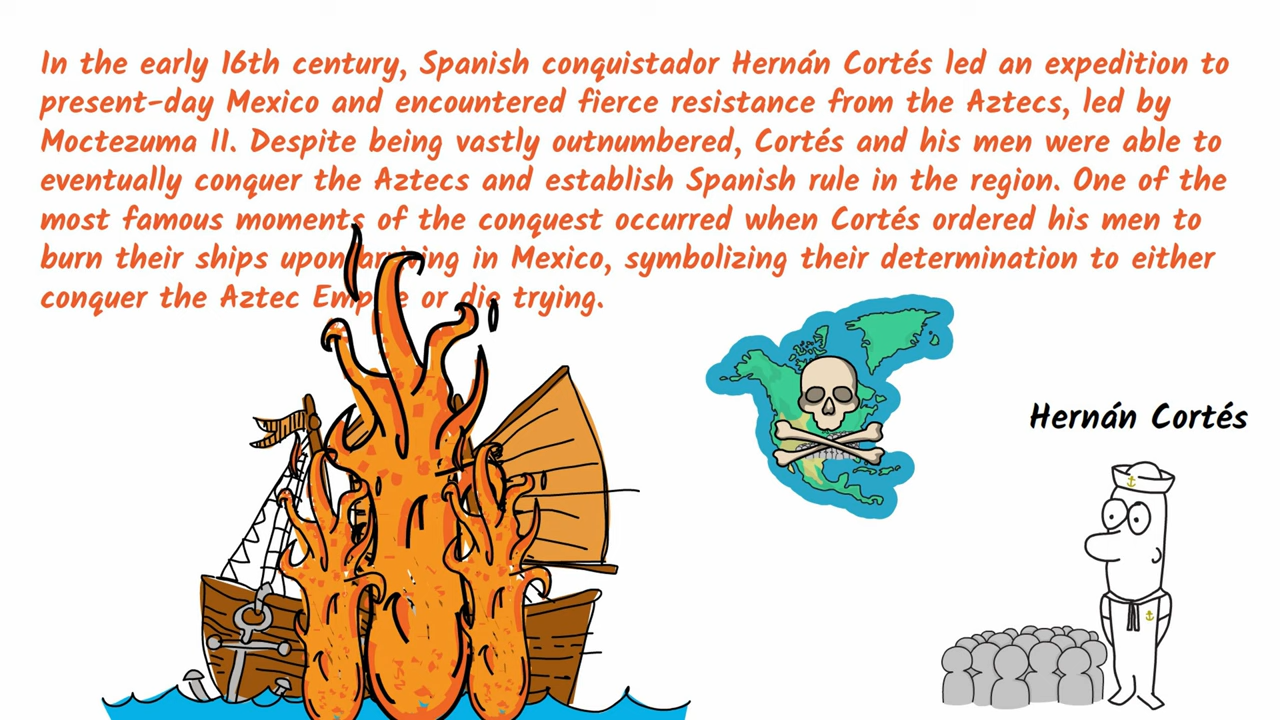 In the early 16th century, Spanish conquistador Hernán Cortés led an expedition to
present-day Mexico and encountered fierce resistance from the Aztecs, led by
Moctezuma II. Despite being vastly outnumbered, Cortés and his men were able to
eventually conquer the Aztecs and establish Spanish rule in the region. One of the
most famous moments of the conquest occurred when Cortés ordered his men to
burn their ships upon arriving in Mexico, symbolizing their determination to either
conquer the Aztec Empire or die trying.
Hernán Cortés